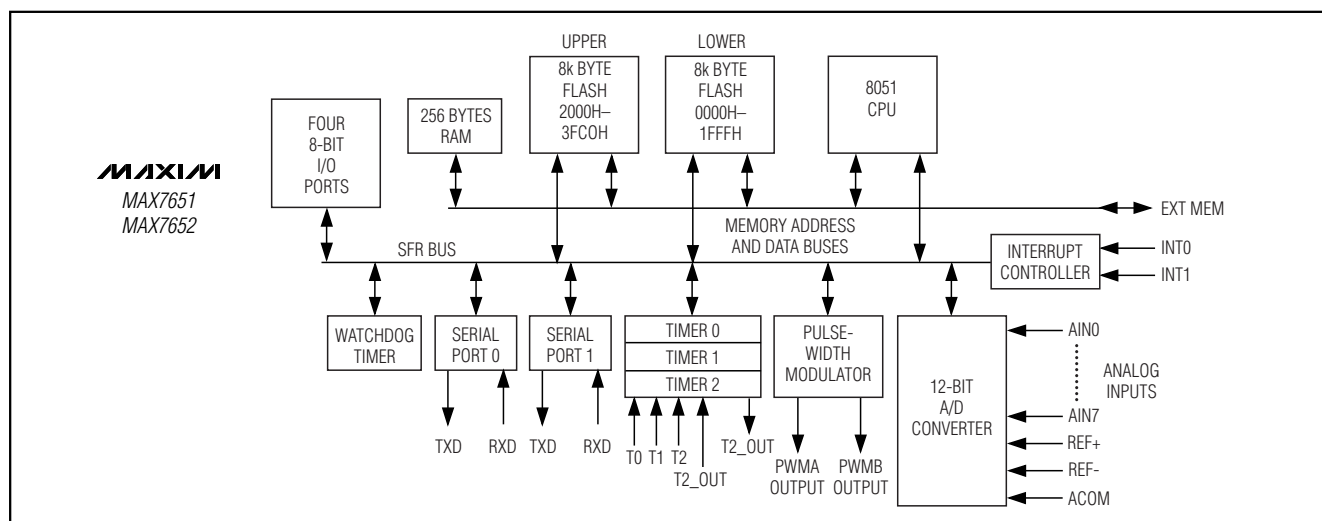 UPPER
LOWER
8k BYTE
FLASH
2000H–
3FCOH
8k BYTE
FLASH
0000H–
1FFFH
8051
CPU
FOUR
8-BIT
I/O
PORTS
256 BYTES
RAM
MAXIM
MAX7651
MAX7652
EXT MEM
MEMORY ADDRESS
AND DATA BUSES
SFR BUS
INTERRUPT
CONTROLLER
INT0
INT1
WATCHDOG
TIMER
SERIAL
PORT 0
SERIAL
PORT 1
TIMER 0
TIMER 1
TIMER 2
PULSE-
WIDTH
MODULATOR
12-BIT
A/D
CONVERTER
AIN0
ANALOG
INPUTS
AIN7
REF+
REF-
ACOM
TXD
RXD
TXD
RXD
T0
T1
T2
T2_OUT
T2_OUT
PWMA
OUTPUT
PWMB
OUTPUT